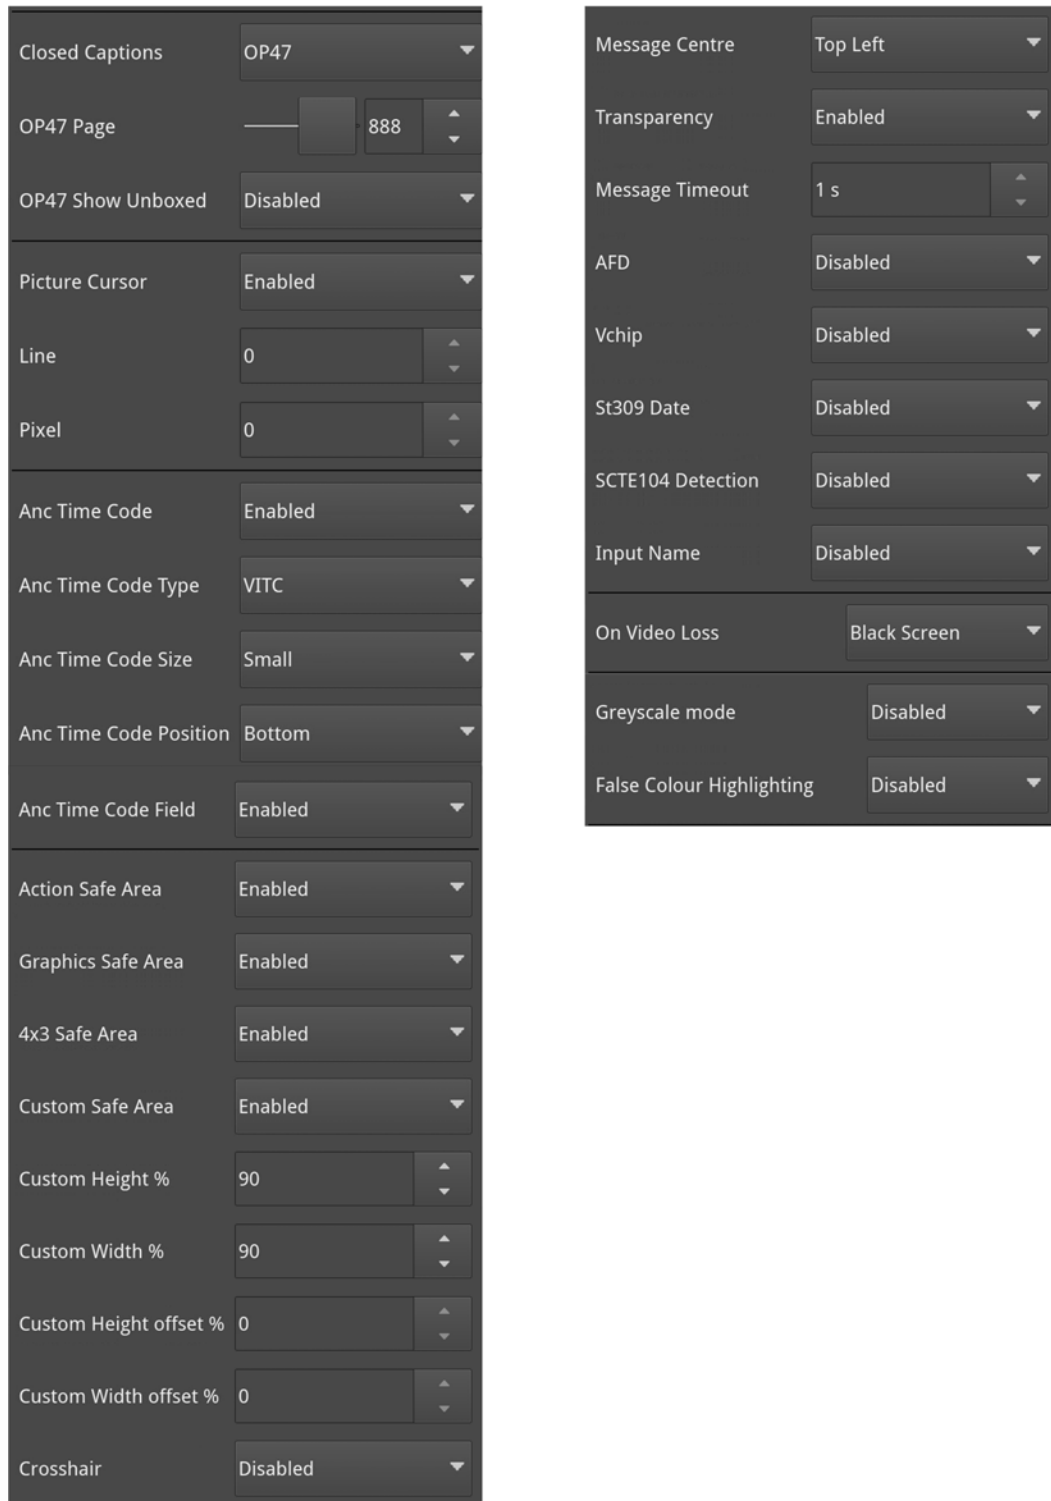 Closed Captions OP47
OP47 Page 888
OP47 Show Unboxed Disabled
Picture Cursor Enabled
Line 0
Pixel 0
Anc Time Code Enabled
Anc Time Code Type VITC
Anc Time Code Size Small
Anc Time Code Position Bottom
Anc Time Code Field Enabled
Action Safe Area Enabled
Graphics Safe Area Enabled
4x3 Safe Area Enabled
Custom Safe Area Enabled
Custom Height % 90
Custom Width % 90
Custom Height offset % 0
Custom Width offset % 0
Crosshair Disabled
Message Centre Top Left
Transparency Enabled
Message Timeout 1 s
AFD Disabled
Vchip Disabled
St309 Date Disabled
SCTE104 Detection Disabled
Input Name Disabled
On Video Loss Black Screen
Greyscale mode Disabled
False Colour Highlighting Disabled